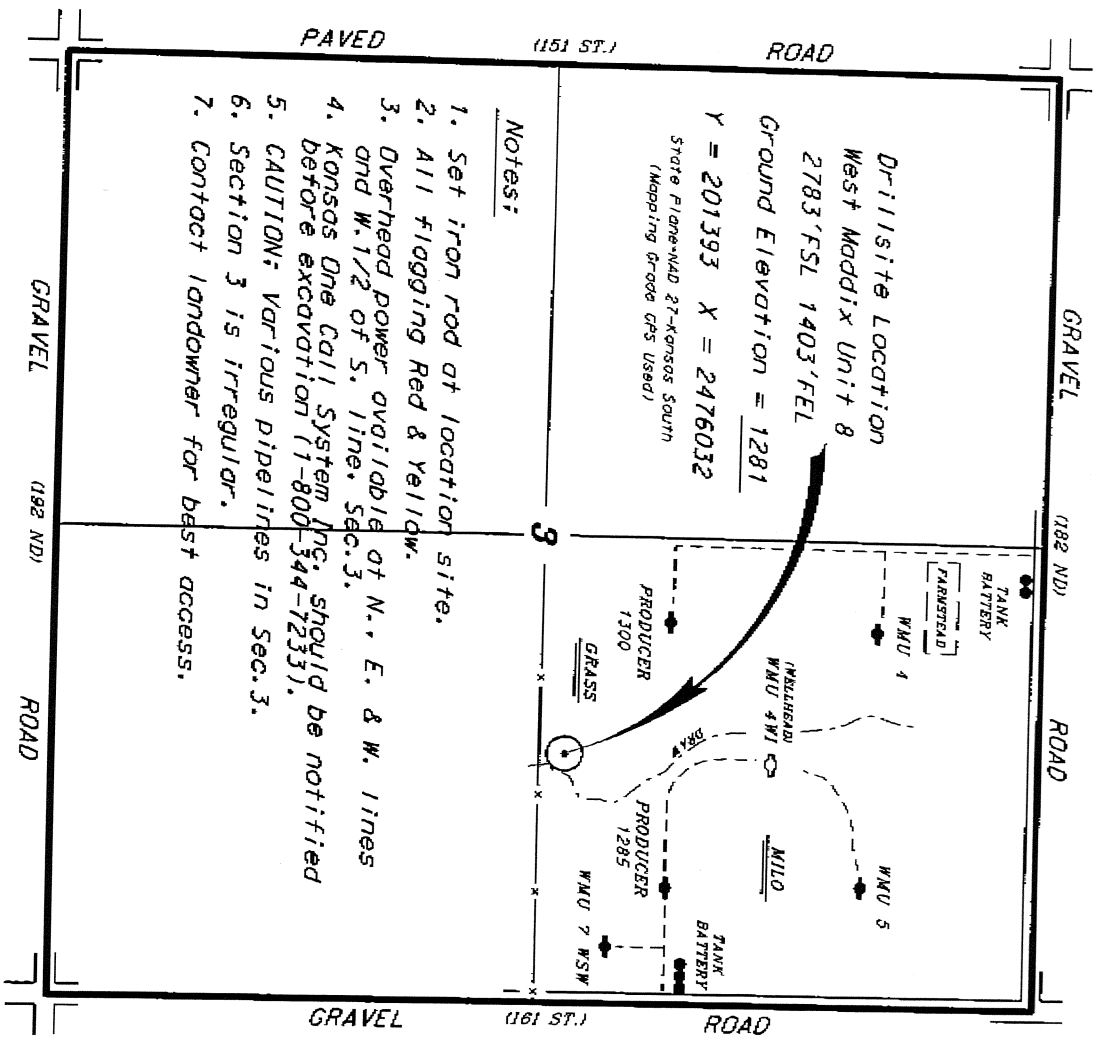 GRAVEL (182 ND) ROAD
PAVED (151 ST.) ROAD
Drillsite Location
West Maddix Unit 8
2783'FSL 1403'FEL
Ground Elevation = 1281
Y = 201393 X = 2476032
State Plane-NAD 27-Kansas South
(Mapping Grade GPS Used)
TANK
BATTERY
FARMSTEAD
WMU 4
PRODUCER
1300
GRASS
(WELLHEAD)
WMU 4WI
DRAW
WMU 5
MILO
PRODUCER
1285
TANK
BATTERY
WMU 7 WSW
3
Notes:
1. Set iron rod at location site.
2. All flagging Red & Yellow.
3. Overhead power available at N., E. & W. lines
and W.1/2 of S. line, Sec.3.
4. Kansas One Call System Inc. should be notified
before excavation (1-800-344-7233).
5. CAUTION: Various pipelines in Sec.3.
6. Section 3 is irregular.
7. Contact landowner for best access.
GRAVEL (161 ST.) ROAD
GRAVEL (192 ND) ROAD